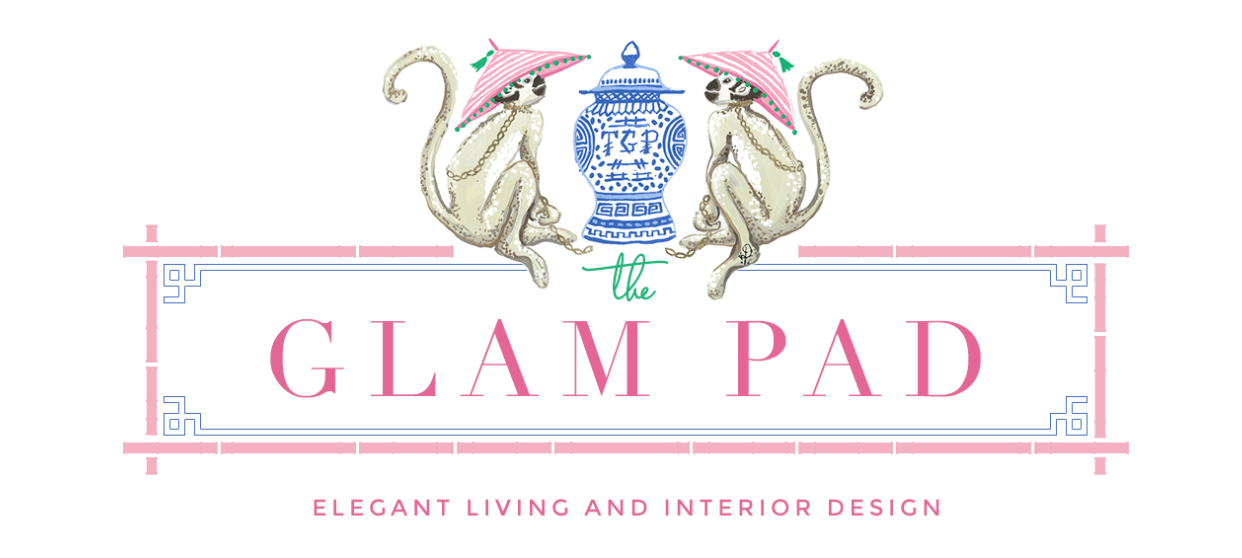 TGP
the
GLAM PAD
ELEGANT LIVING AND INTERIOR DESIGN